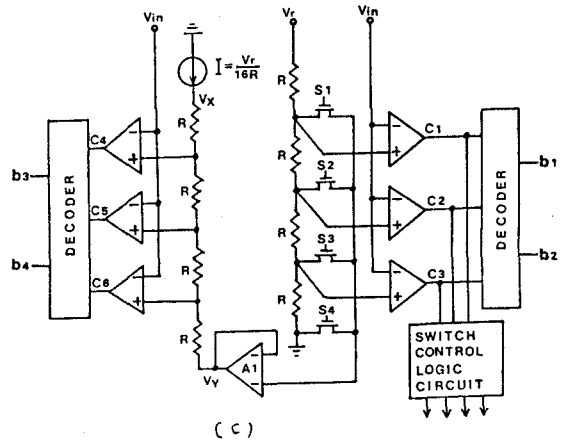 Vin
Vr
Vin
I = Vr/16R
VX
R
R
R
R
VY
C4
C5
C6
- +
- +
- +
DECODER
b3
b4
A1
+
-
R
R
R
R
S1
S2
S3
S4
- +
- +
- +
C1
C2
C3
DECODER
b1
b2
SWITCH
CONTROL
LOGIC
CIRCUIT
(C)